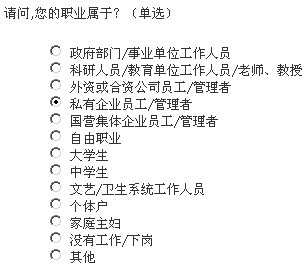 请问,您的职业属于？（单选）
政府部门/事业单位工作人员
科研人员/教育单位工作人员/老师、教授
外资或合资公司员工/管理者
私有企业员工/管理者
国营集体企业员工/管理者
自由职业
大学生
中学生
文艺/卫生系统工作人员
个体户
家庭主妇
没有工作/下岗
其他